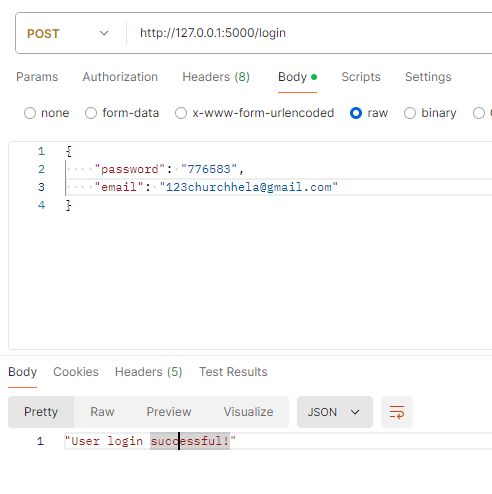 POST http://127.0.0.1:5000/login
Params Authorization Headers (8) Body Scripts Settings
none form-data x-www-form-urlencoded raw binary
1 {
2 "password": "776583",
3 "email": "123churchhela@gmail.com"
4 }
Body Cookies Headers (5) Test Results
Pretty Raw Preview Visualize JSON
1 "User login successful!"